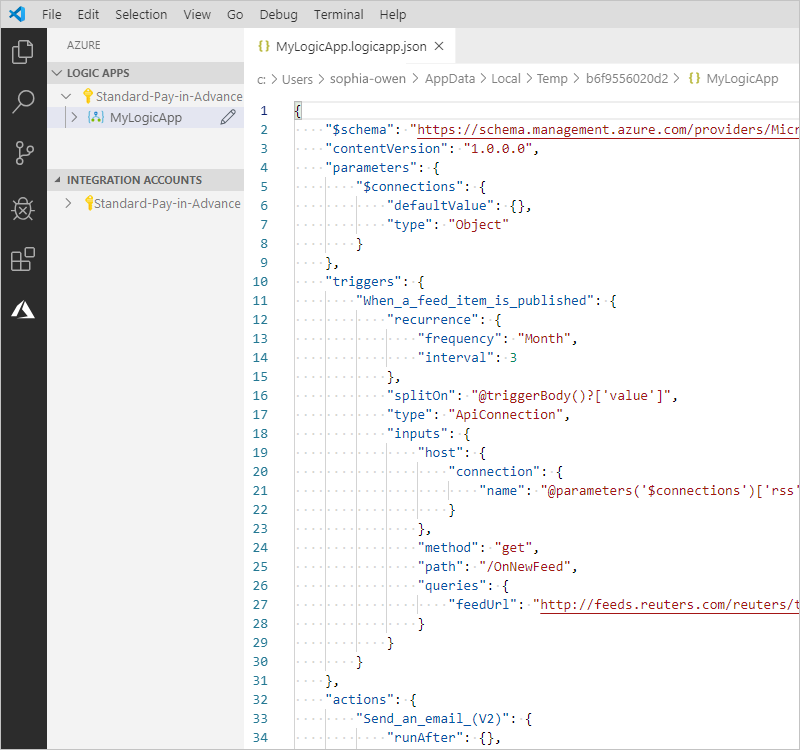 File Edit Selection View Go Debug Terminal Help
AZURE
LOGIC APPS
Standard-Pay-in-Advance
MyLogicApp
INTEGRATION ACCOUNTS
Standard-Pay-in-Advance
{} MyLogicApp.logicapp.json ×
c: > Users > sophia-owen > AppData > Local > Temp > b6f9556020d2 > {} MyLogicApp
1 {
2 "$schema": "https://schema.management.azure.com/providers/Micr
3 "contentVersion": "1.0.0.0",
4 "parameters": {
5 "$connections": {
6 "defaultValue": {},
7 "type": "Object"
8 }
9 },
10 "triggers": {
11 "When_a_feed_item_is_published": {
12 "recurrence": {
13 "frequency": "Month",
14 "interval": 3
15 },
16 "splitOn": "@triggerBody()?['value']",
17 "type": "ApiConnection",
18 "inputs": {
19 "host": {
20 "connection": {
21 "name": "@parameters('$connections')['rss'
22 }
23 },
24 "method": "get",
25 "path": "/OnNewFeed",
26 "queries": {
27 "feedUrl": "http://feeds.reuters.com/reuters/t
28 }
29 }
30 }
31 },
32 "actions": {
33 "Send_an_email_(V2)": {
34 "runAfter": {},